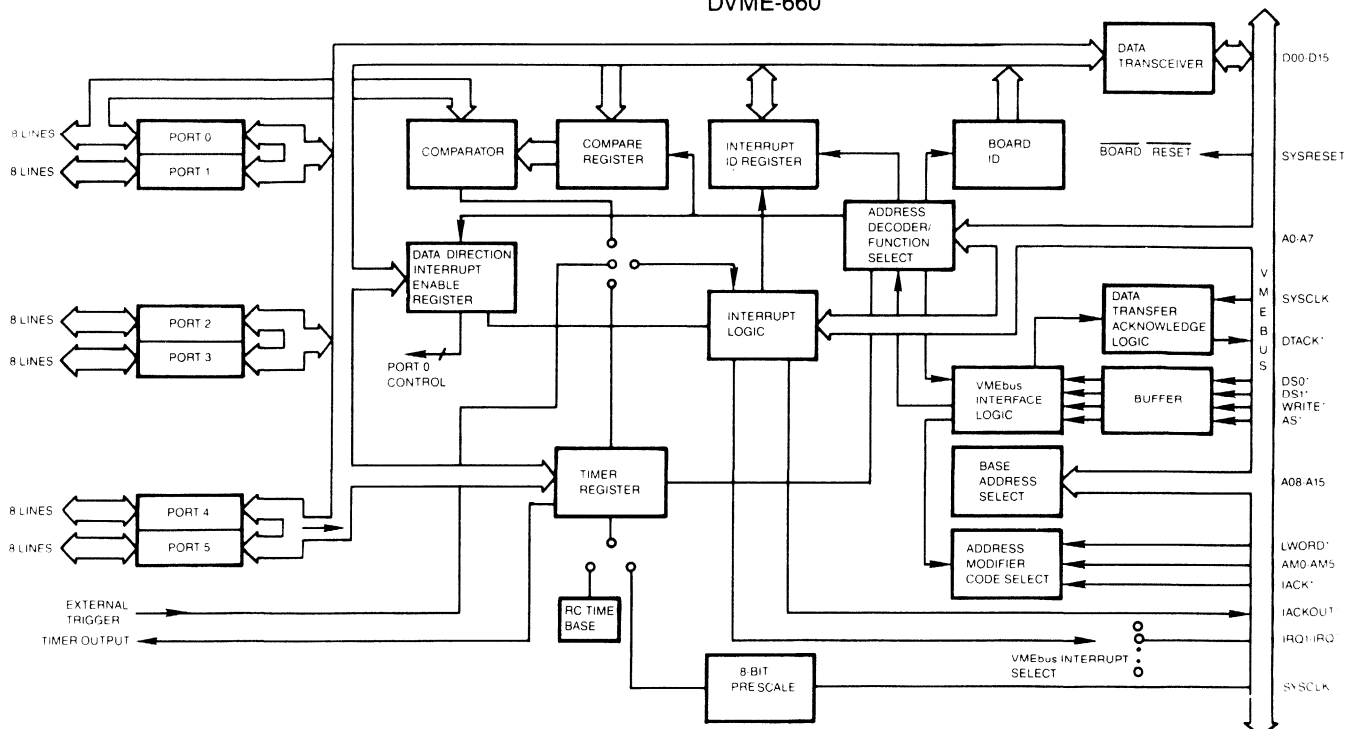 DVME-660
DATA
TRANSCEIVER
D00-D15
8 LINES
PORT 0
8 LINES
PORT 1
COMPARATOR
COMPARE
REGISTER
INTERRUPT
ID REGISTER
BOARD
ID
BOARD RESET
SYSRESET
ADDRESS
DECODER/
FUNCTION
SELECT
A0-A7
DATA DIRECTION
INTERRUPT
ENABLE
REGISTER
INTERRUPT
LOGIC
DATA
TRANSFER
ACKNOWLEDGE
LOGIC
VMEBUS
SYSCLK
DTACK*
8 LINES
PORT 2
8 LINES
PORT 3
PORT 0
CONTROL
VMEbus
INTERFACE
LOGIC
BUFFER
DS0*
DS1*
WRITE*
AS*
TIMER
REGISTER
BASE
ADDRESS
SELECT
A08-A15
8 LINES
PORT 4
8 LINES
PORT 5
ADDRESS
MODIFIER
CODE SELECT
LWORD*
AM0-AM5
IACK*
EXTERNAL
TRIGGER
RC TIME
BASE
IACKOUT
TIMER OUTPUT
IRQ1-IRQ
VMEbus INTERRUPT
SELECT
8-BIT
PRESCALE
SYSCLK